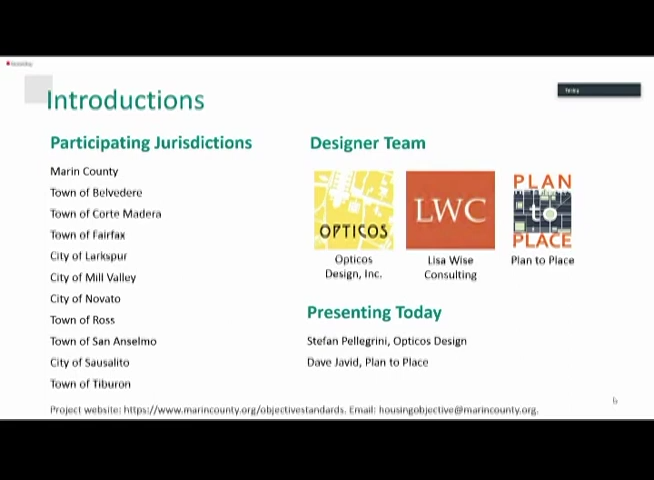 Introductions
Participating Jurisdictions
Marin County
Town of Belvedere
Town of Corte Madera
Town of Fairfax
City of Larkspur
City of Mill Valley
City of Novato
Town of Ross
Town of San Anselmo
City of Sausalito
Town of Tiburon
Designer Team
OPTICOS
Opticos
Design, Inc.
LWC
Lisa Wise
Consulting
PLAN
to
PLACE
Plan to Place
Presenting Today
Stefan Pellegrini, Opticos Design
Dave Javid, Plan to Place
Project website: https://www.marincounty.org/objectivestandards. Email: housingobjective@marincounty.org.